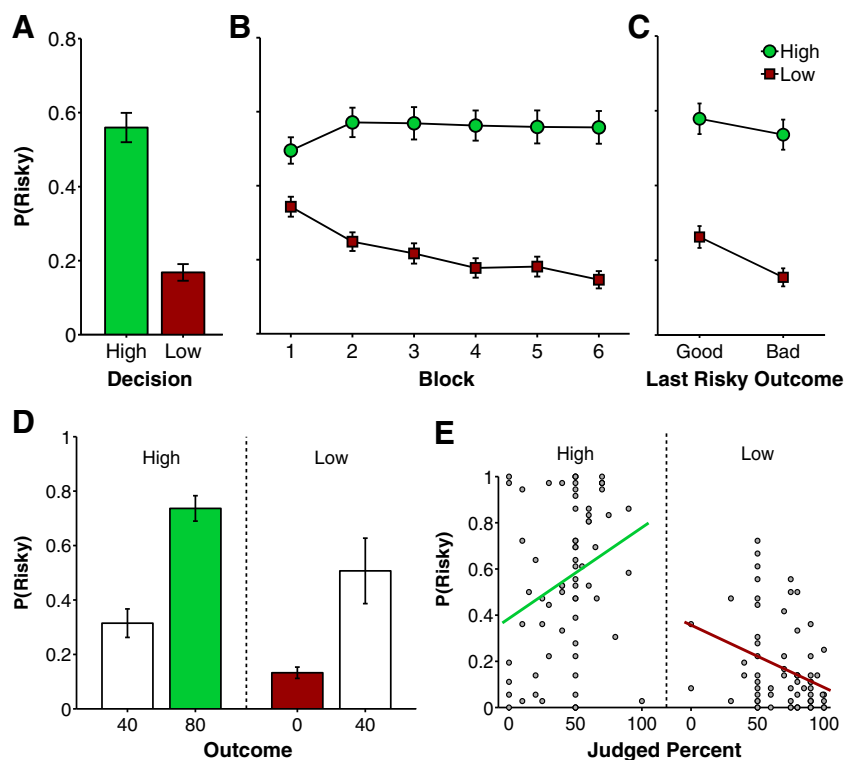 A
P(Risky)
0.8
0.6
0.4
0.2
0
High Low
Decision
B
1 2 3 4 5 6
Block
C
High
Low
Good Bad
Last Risky Outcome
D
P(Risky)
1
0.8
0.6
0.4
0.2
0
High Low
40 80 0 40
Outcome
E
P(Risky)
1
0.8
0.6
0.4
0.2
0
High Low
0 50 100 0 50 100
Judged Percent